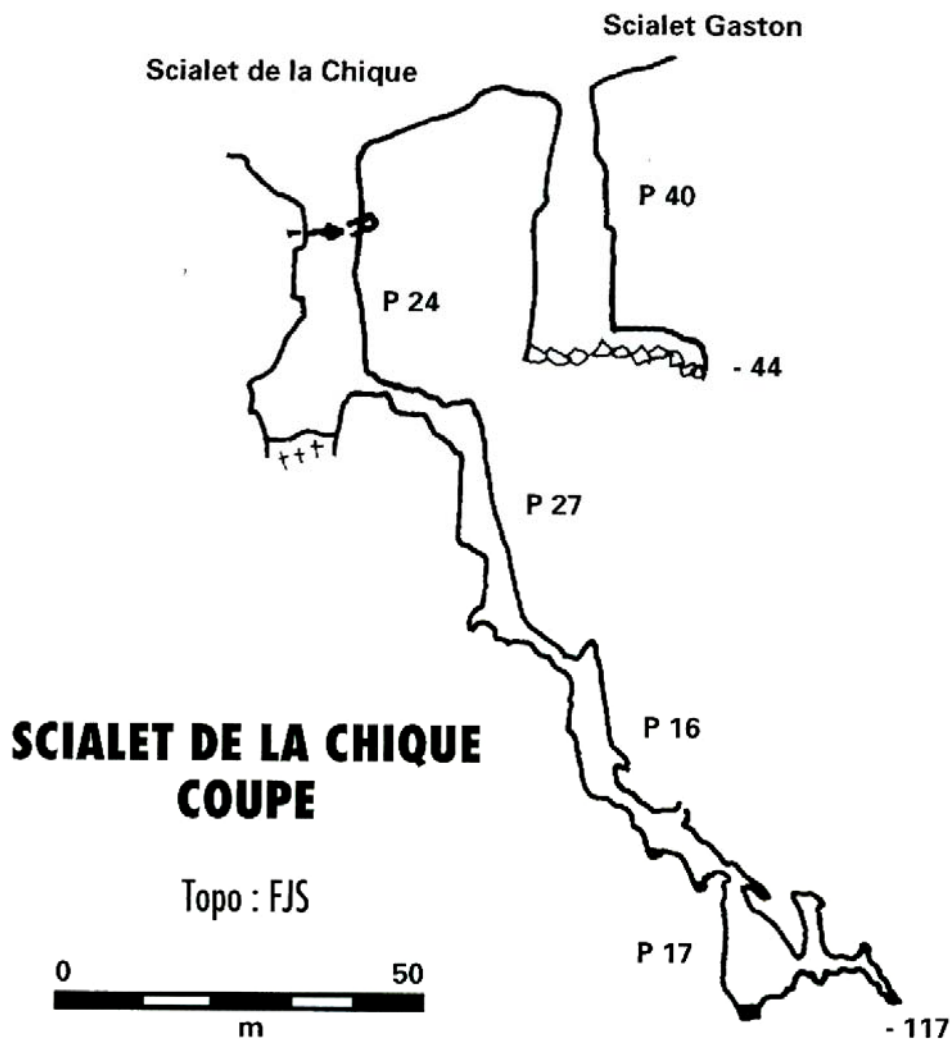 Scialet Gaston
Scialet de la Chique
P 40
P 24
- 44
P 27
SCIALET DE LA CHIQUE
COUPE
P 16
Topo : FJS
P 17
0 50
m
- 117